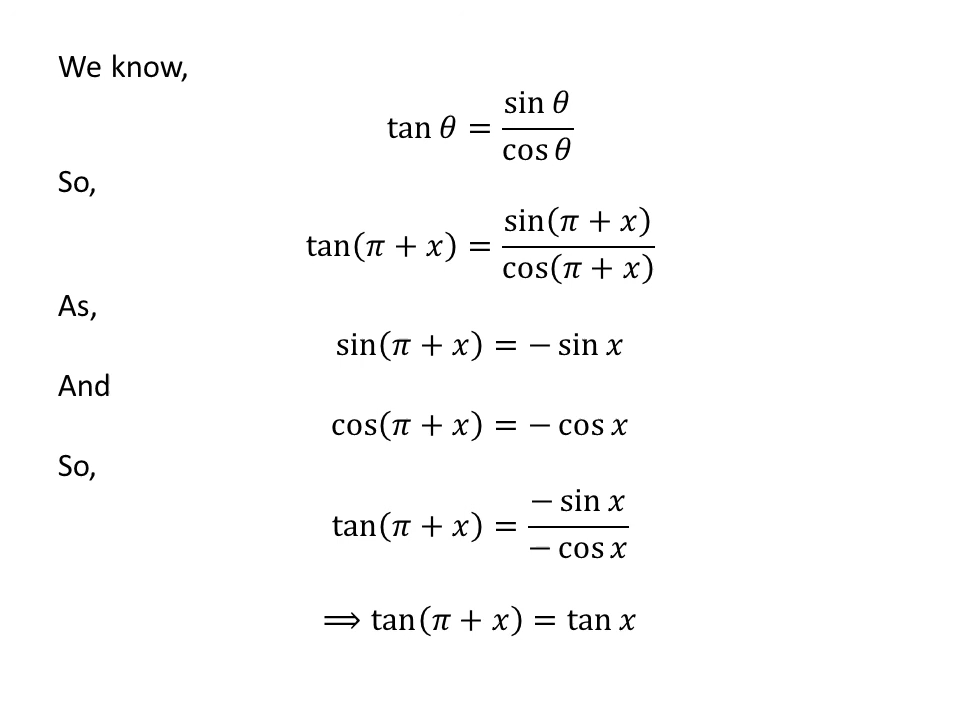 We know,
tan θ = sin θ / cos θ
So,
tan(π + x) = sin(π + x) / cos(π + x)
As,
sin(π + x) = − sin x
And
cos(π + x) = − cos x
So,
tan(π + x) = − sin x / − cos x
⟹ tan(π + x) = tan x